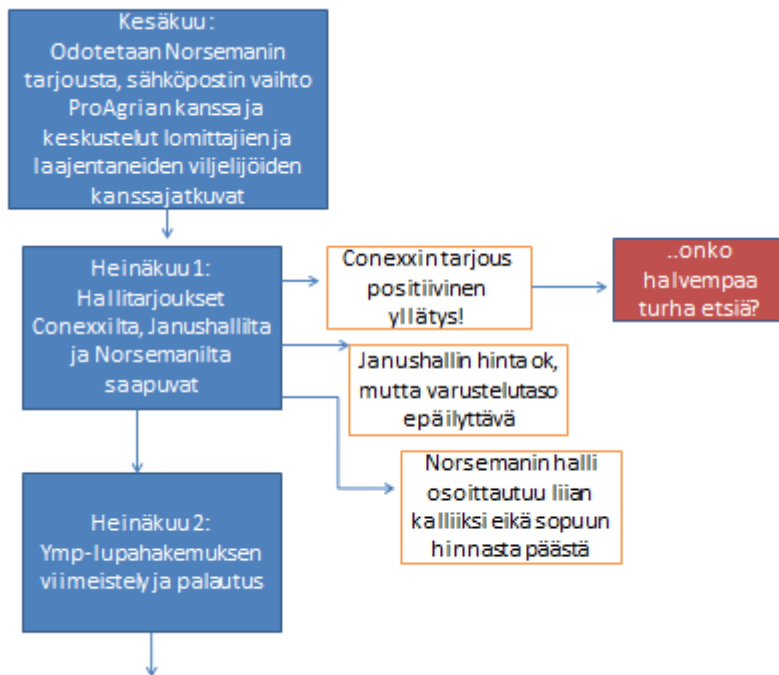 Kesäkuu:
Odotetaan Norsemanin
tarjousta, sähköpostin vaihto
ProAgrian kanssa ja
keskustelut lomittajien ja
laajentaneiden viljelijöiden
kanssa jatkuvat
Heinäkuu 1:
Hallitarjoukset
Conexxilta, Janushallilta
ja Norsemanilta
saapuvat
Conexxin tarjous
positiivinen
yllätys!
..onko
halvempaa
turha etsiä?
Janushallin hinta ok,
mutta varustelutaso
epäilyttävä
Norsemanin halli
osoittautuu liian
kalliiksi eikä sopuun
hinnasta päästä
Heinäkuu 2:
Ymp-lupahakemuksen
viimeistely ja palautus